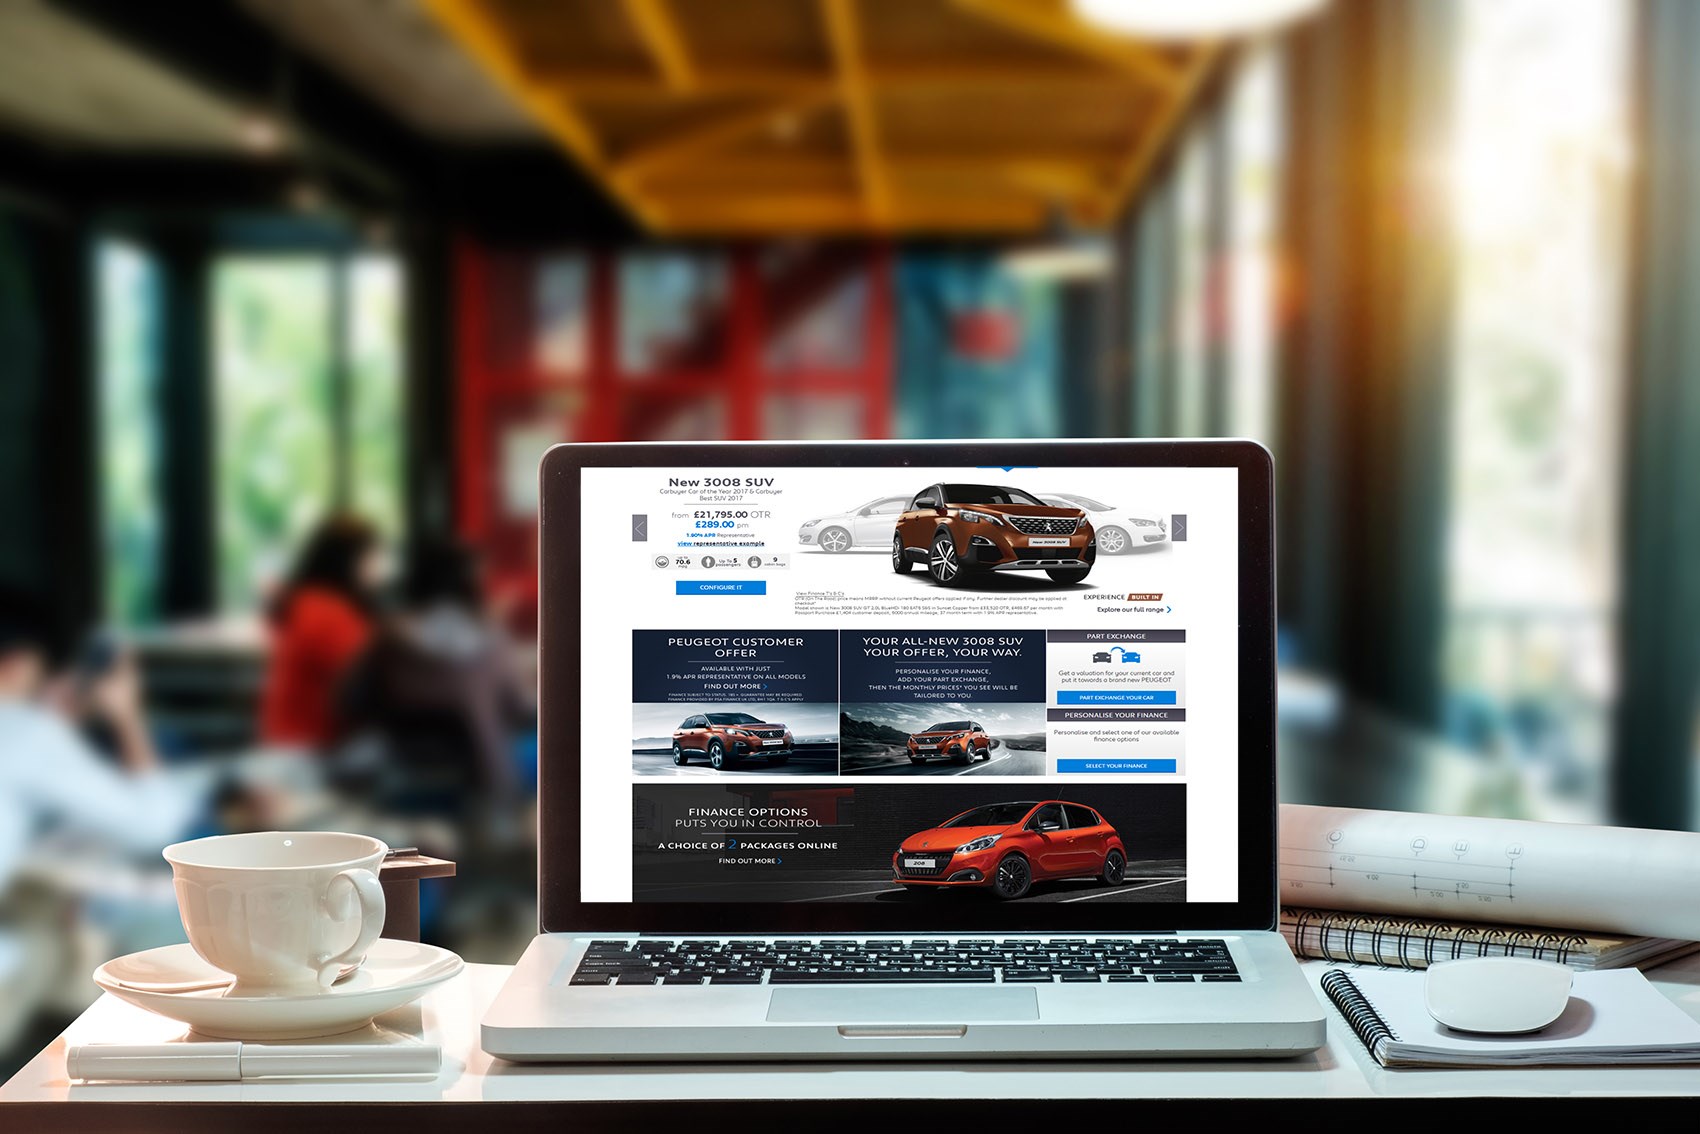 New 3008 SUV
Carbuyer Car of the Year 2017 & Carbuyer
Best SUV 2017
from £21,795.00 OTR
£289.00 pm
1.90% APR Representative
view representative example
70.6
mpg
Up To 5
passengers
9
CONFIGURE IT
New 3008 SUV
View Finance T's & C's
EXPERIENCE BUILT IN
Explore our full range
PEUGEOT CUSTOMER
OFFER
AVAILABLE WITH JUST
1.9% APR REPRESENTATIVE ON ALL MODELS
FIND OUT MORE
YOUR ALL-NEW 3008 SUV
YOUR OFFER, YOUR WAY.
PERSONALISE YOUR FINANCE,
ADD YOUR PART EXCHANGE,
THEN THE MONTHLY PRICES* YOU SEE WILL BE
TAILORED TO YOU.
PART EXCHANGE
Get a valuation for your current car and
put it towards a brand new PEUGEOT
PART EXCHANGE YOUR CAR
PERSONALISE YOUR FINANCE
Personalise and select one of our available
finance options
SELECT YOUR FINANCE
FINANCE OPTIONS
PUTS YOU IN CONTROL
A CHOICE OF 2 PACKAGES ONLINE
FIND OUT MORE
208
C
D
E
F